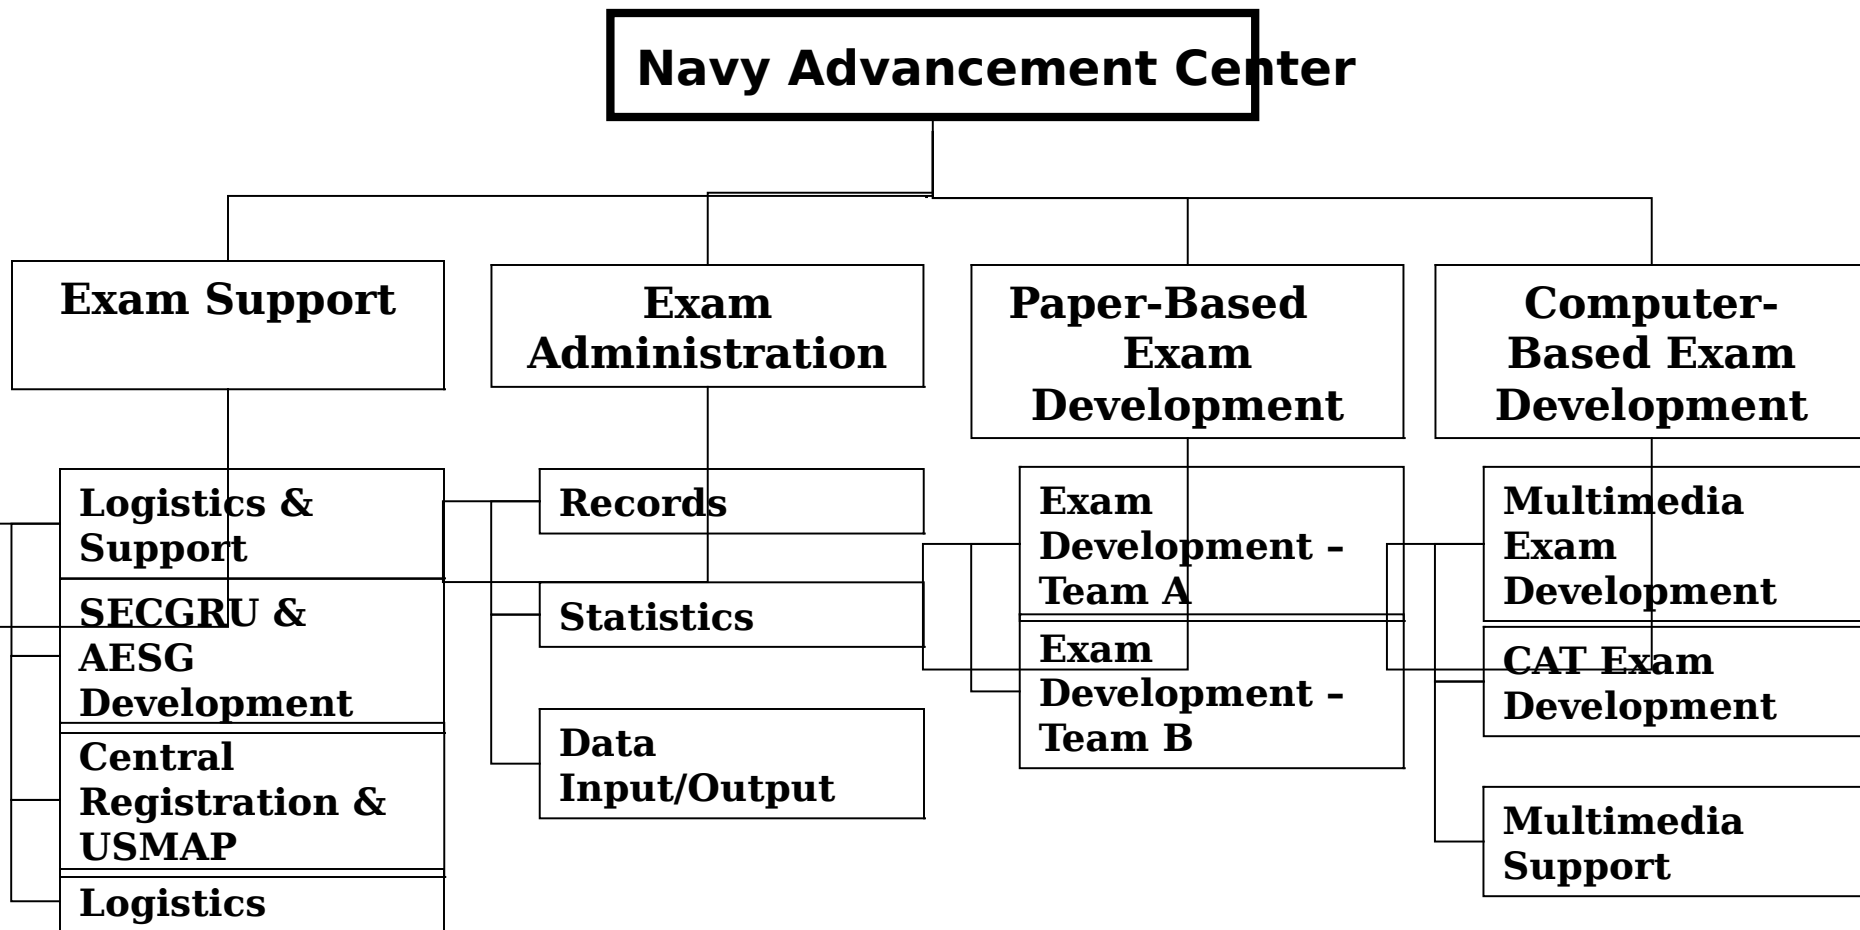 Navy Advancement Center
Exam Support
Exam
Administration
Paper-Based
Exam
Development
Computer-
Based Exam
Development
Logistics &
Support
SECGRU &
AESG
Development
Central
Registration &
USMAP
Logistics
Records
Statistics
Data
Input/Output
Exam
Development –
Team A
Exam
Development –
Team B
Multimedia
Exam
Development
CAT Exam
Development
Multimedia
Support